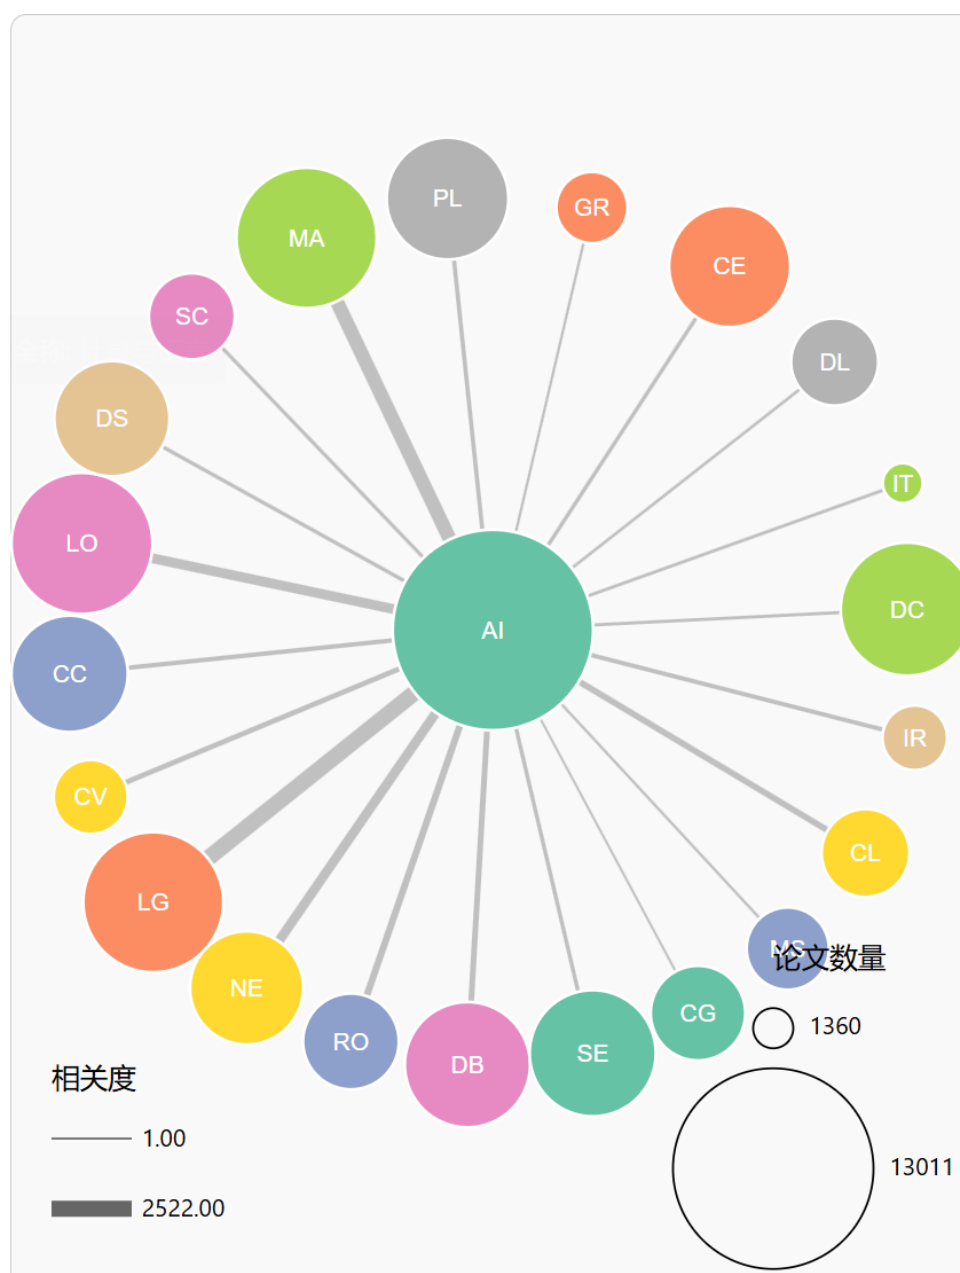 PL
GR
MA
CE
SC
DL
DS
IT
LO
DC
AI
CC
IR
CV
CL
LG
MS
论文数量
NE
CG
1360
RO
SE
DB
相关度
1.00
13011
2522.00